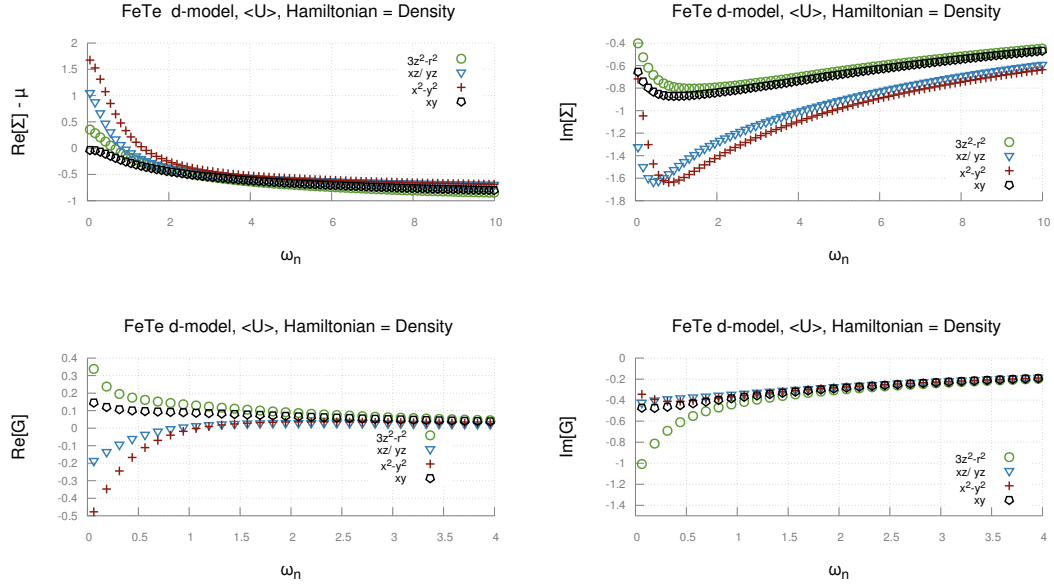 FeTe  d-model, <U>, Hamiltonian = Density
Re[Σ] - μ
2
1.5
1
0.5
0
-0.5
-1
0 2 4 6 8 10
ωn
3z²-r²
xz/ yz
x²-y²
xy
FeTe d-model, <U>, Hamiltonian = Density
Im[Σ]
-0.4
-0.6
-0.8
-1
-1.2
-1.4
-1.6
-1.8
0 2 4 6 8 10
ωn
3z²-r²
xz/ yz
x²-y²
xy
FeTe d-model, <U>, Hamiltonian = Density
Re[G]
0.4
0.3
0.2
0.1
0
-0.1
-0.2
-0.3
-0.4
-0.5
0 0.5 1 1.5 2 2.5 3 3.5 4
ωn
3z²-r²
xz/ yz
x²-y²
xy
FeTe d-model, <U>, Hamiltonian = Density
Im[G]
0
-0.2
-0.4
-0.6
-0.8
-1
-1.2
-1.4
0 0.5 1 1.5 2 2.5 3 3.5 4
ωn
3z²-r²
xz/ yz
x²-y²
xy